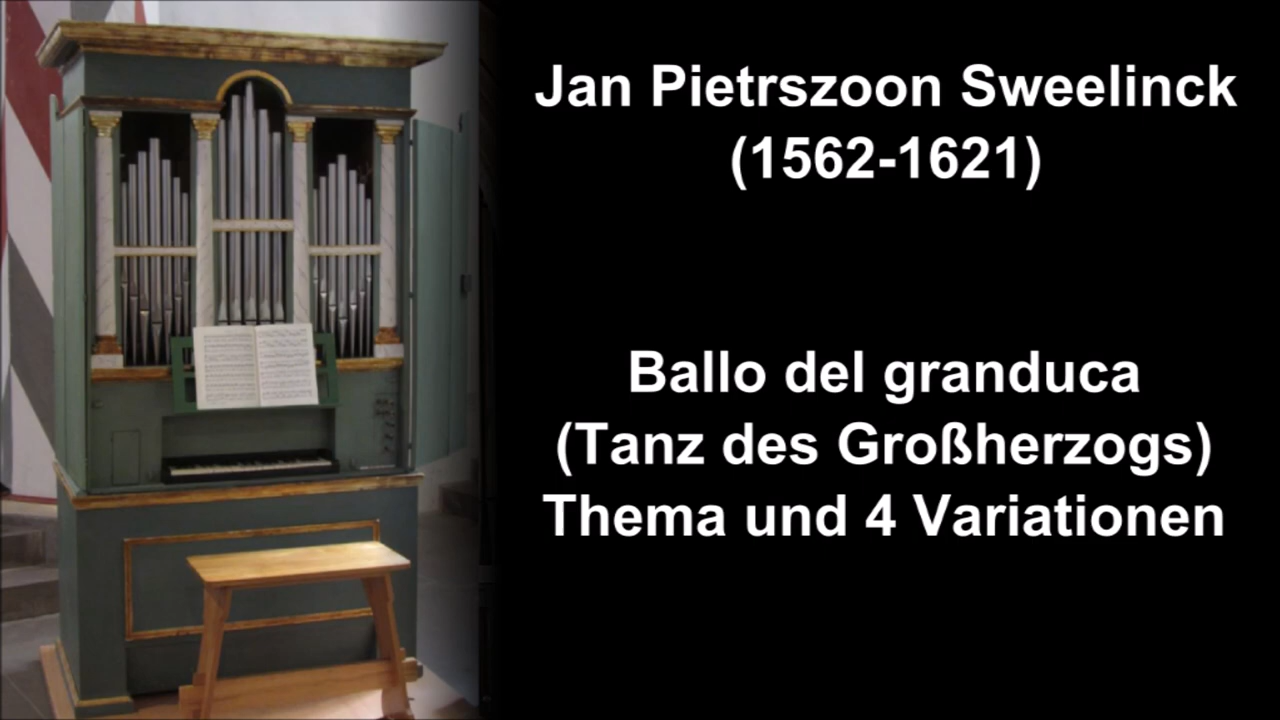 Jan Pietrszoon Sweelinck
(1562-1621)
Ballo del granduca
(Tanz des Großherzogs)
Thema und 4 Variationen